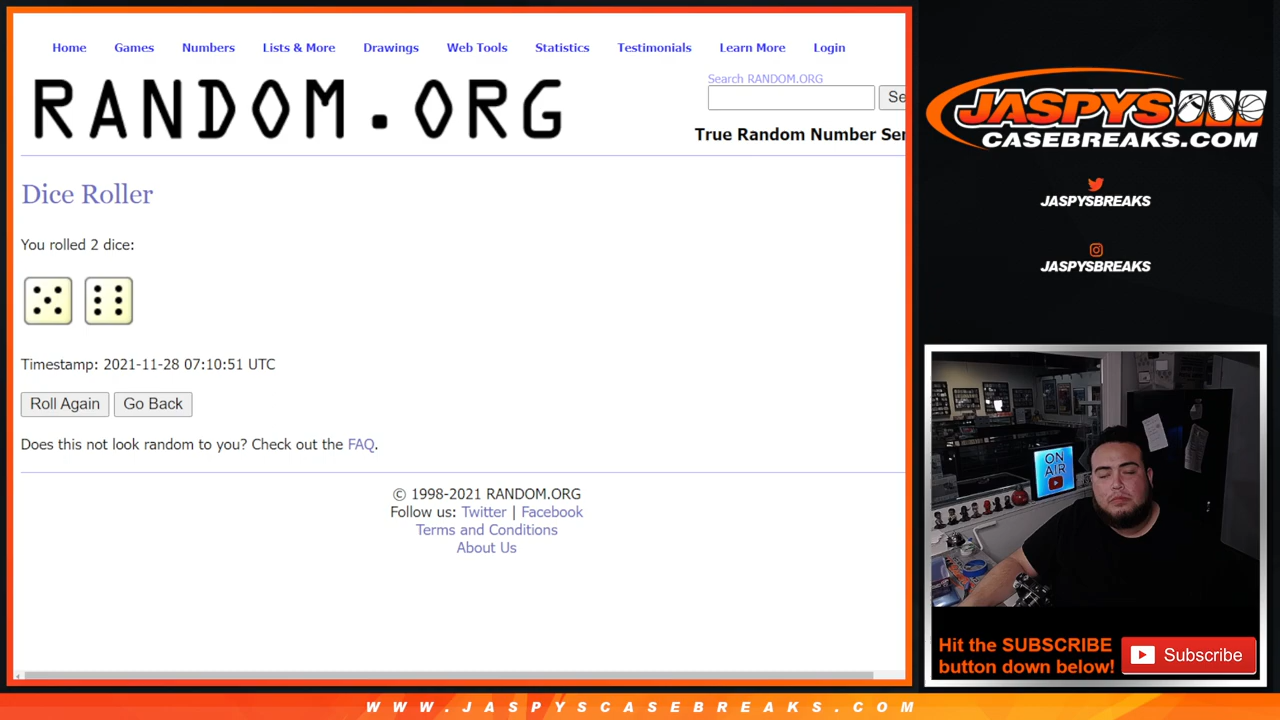 Home Games Numbers Lists & More Drawings Web Tools Statistics Testimonials Learn More Login
RANDOM.ORG
Search RANDOM.ORG
Se
True Random Number Ser
Dice Roller
You rolled 2 dice:
Timestamp: 2021-11-28 07:10:51 UTC
Roll Again Go Back
Does this not look random to you? Check out the FAQ.
© 1998-2021 RANDOM.ORG
Follow us: Twitter | Facebook
Terms and Conditions
About Us
JASPYS
CASEBREAKS.COM
JASPYSBREAKS
JASPYSBREAKS
ON
AIR
Hit the SUBSCRIBE
button down below!
Subscribe
WWW.JASPYSCASEBREAKS.COM